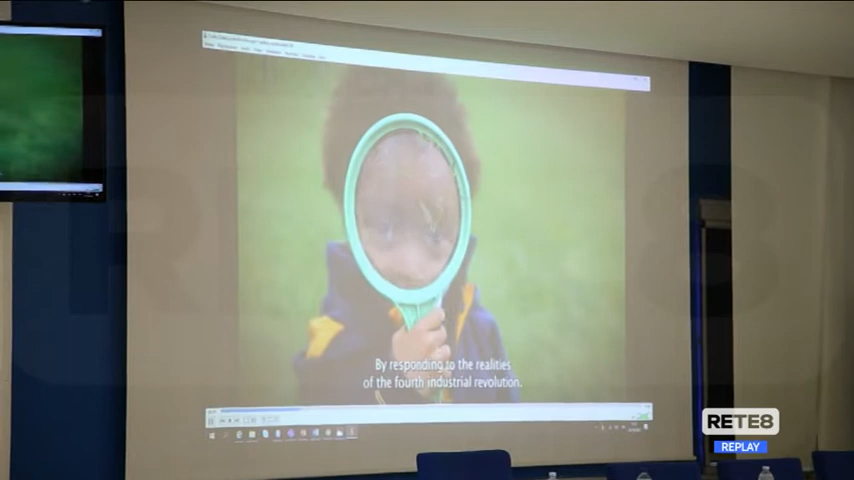 By responding to the realities
of the fourth industrial revolution.
RETE8
REPLAY